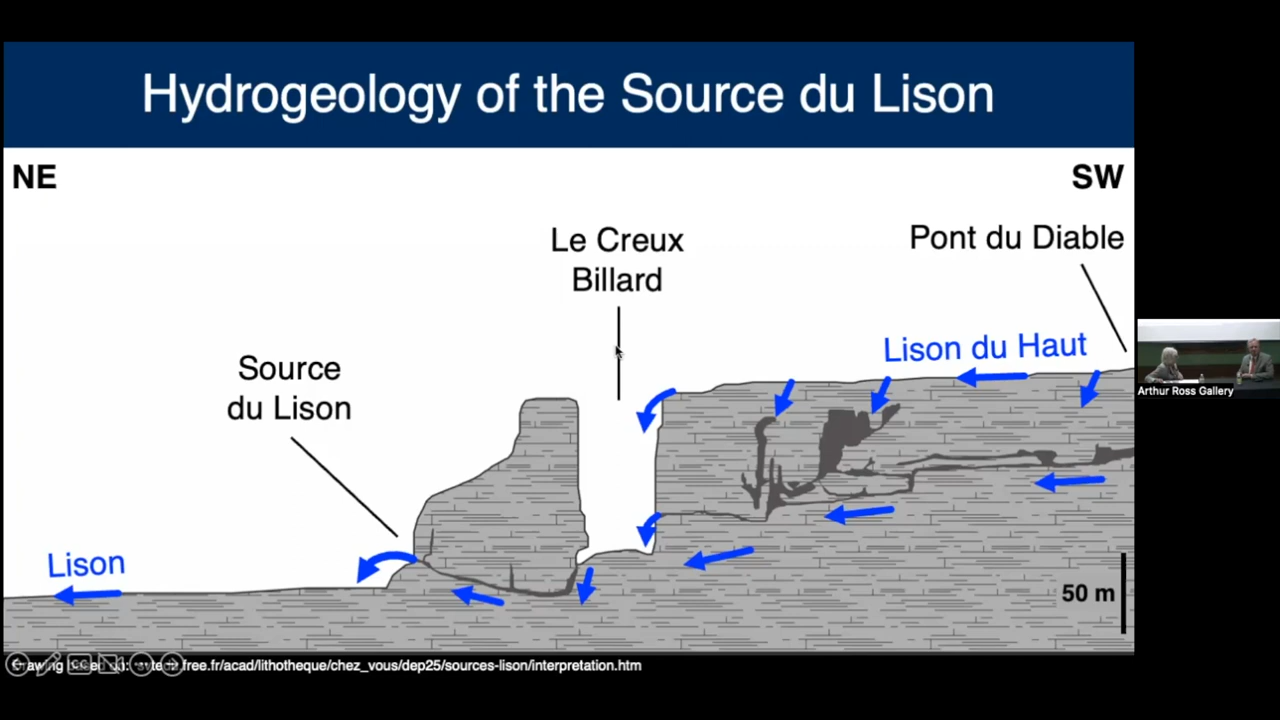 Hydrogeology of the Source du Lison
NE
SW
Le Creux
Billard
Pont du Diable
Lison du Haut
Source
du Lison
Lison
50 m
Arthur Ross Gallery
.free.fr/acad/lithotheque/chez_vous/dep25/sources-lison/interpretation.htm